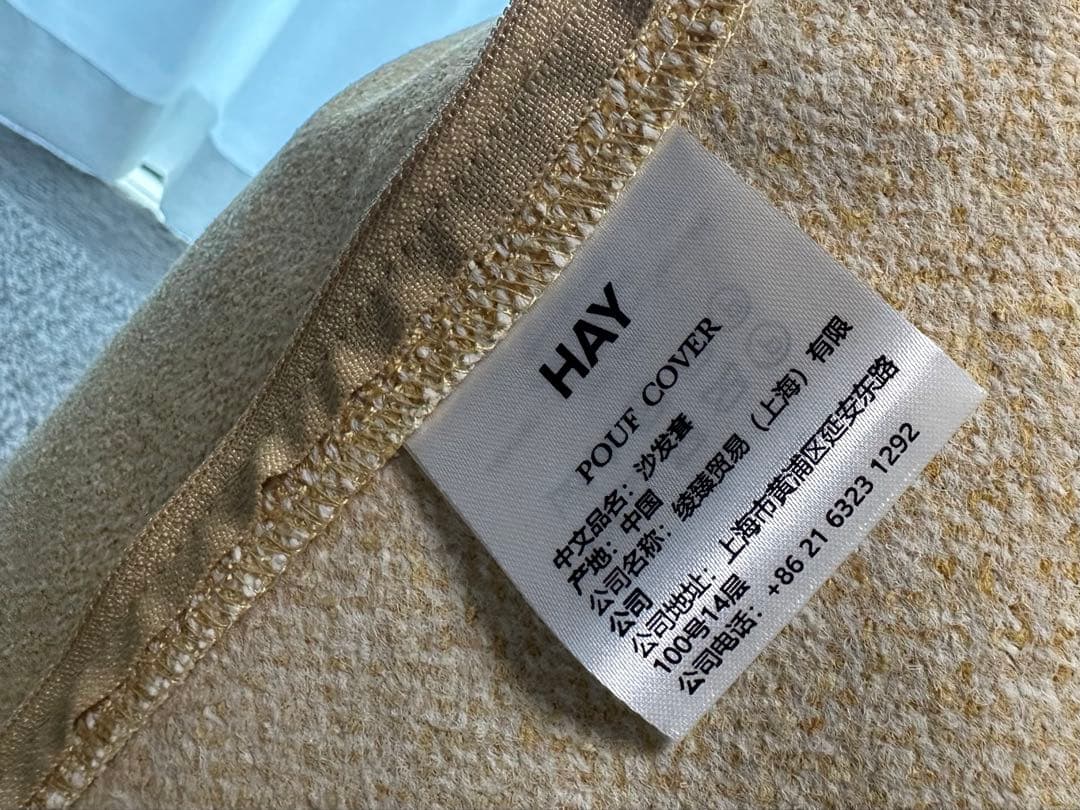 HAY
POUF COVER
中文品名：沙发套
产地：中国
公司名称：绫臻贸易（上海）有限
公司
公司地址：上海市黄浦区延安东路
100号14层
公司电话：+86 21 6323 1292